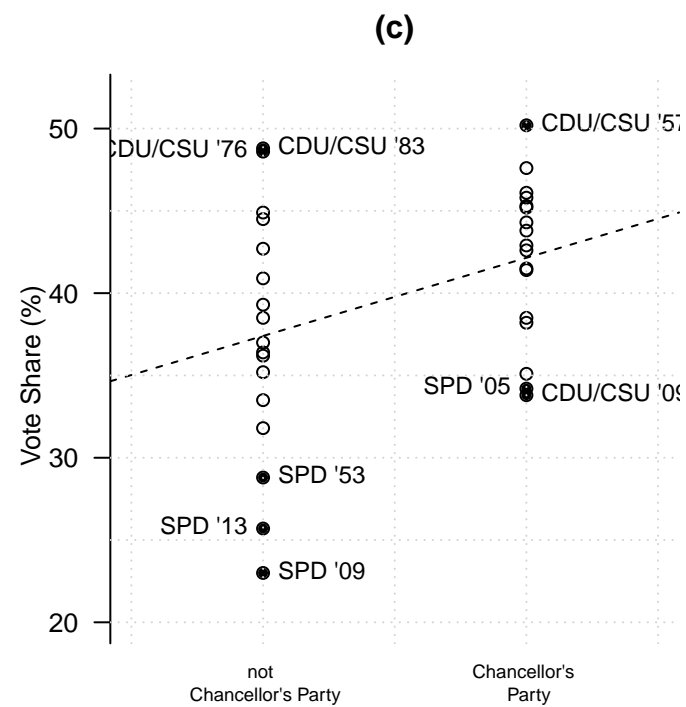 (c)
50
CDU/CSU '76
CDU/CSU '83
CDU/CSU '57
40
Vote Share (%)
SPD '05
CDU/CSU '09
30
SPD '53
SPD '13
SPD '09
20
not
Chancellor's Party
Chancellor's
Party